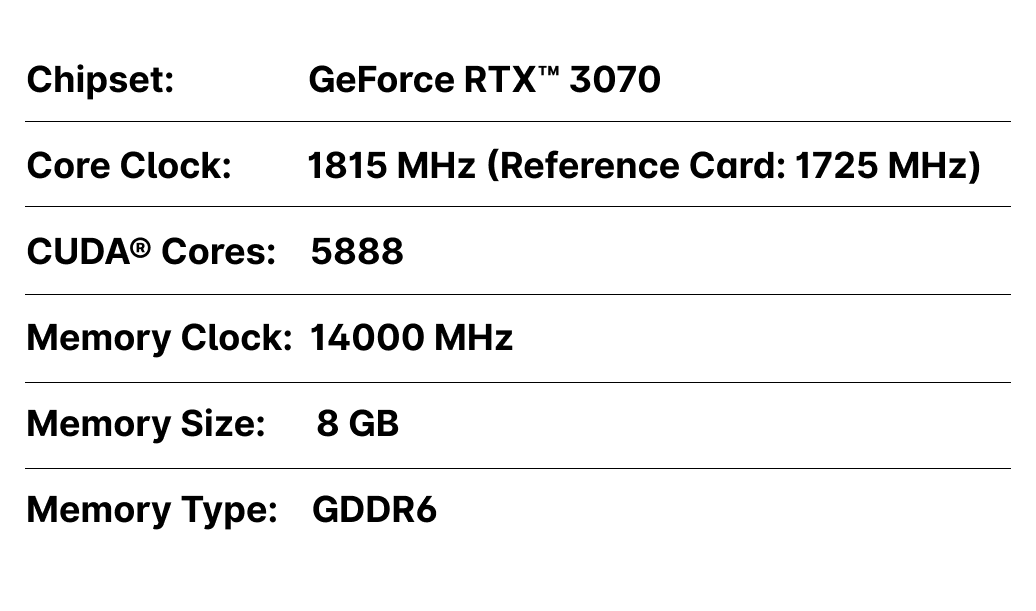 Chipset: GeForce RTX™ 3070
Core Clock: 1815 MHz (Reference Card: 1725 MHz)
CUDA® Cores: 5888
Memory Clock: 14000 MHz
Memory Size: 8 GB
Memory Type: GDDR6